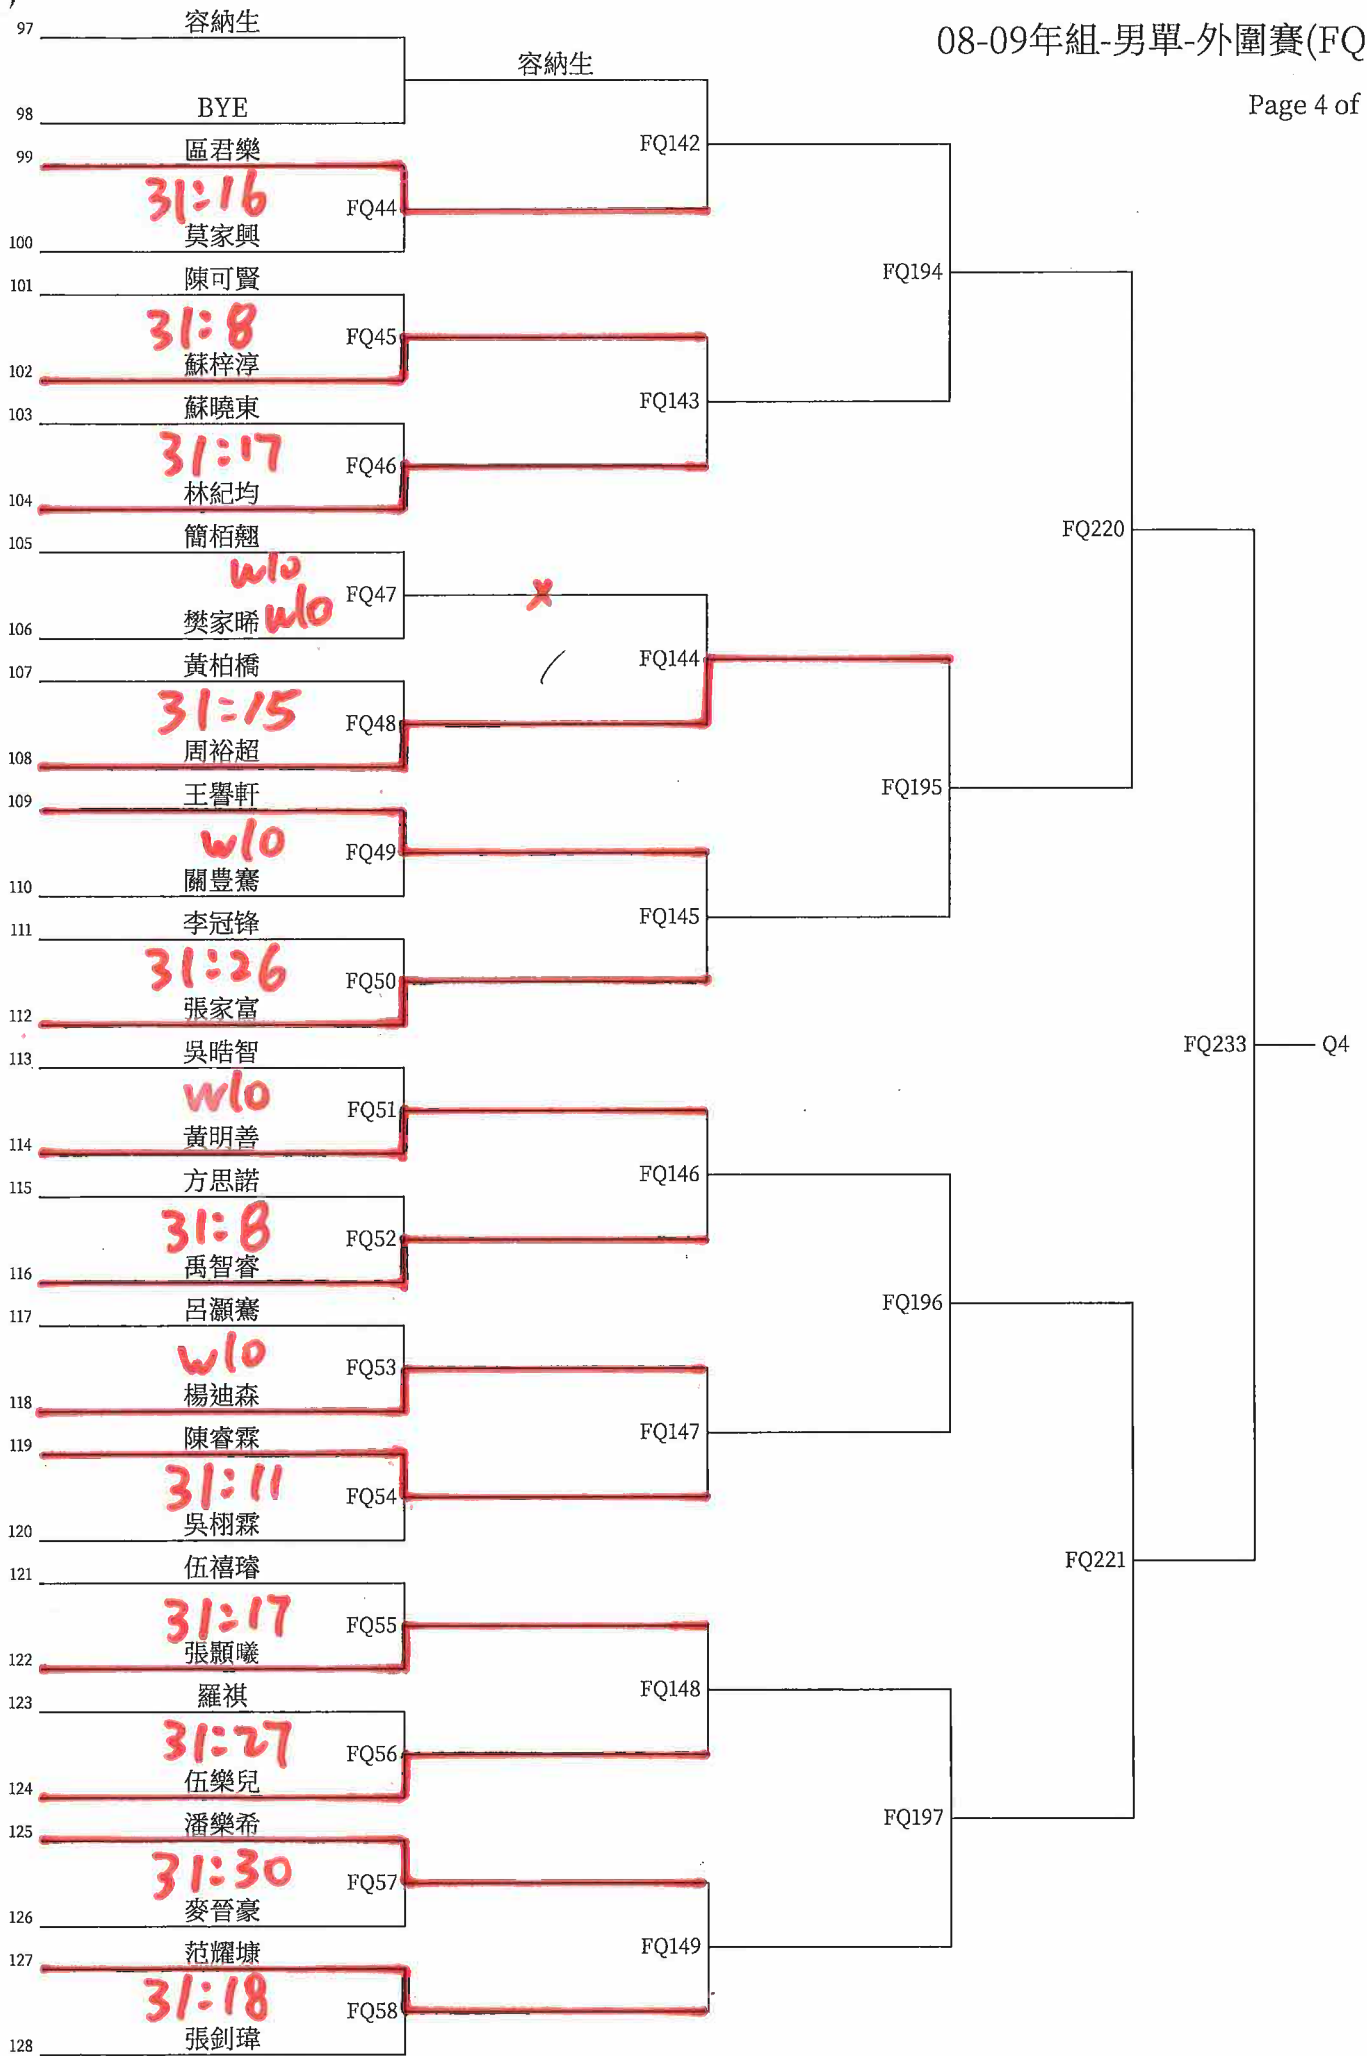 08-09年組-男單-外圍賽(FQ
Page 4 of
97 容納生
容納生
98 BYE
FQ142
99 區君樂
31:16 FQ44
100 莫家興
FQ194
101 陳可賢
31:8 FQ45
102 蘇梓淳
FQ143
103 蘇曉東
31:17 FQ46
104 林紀均
FQ220
105 簡栢翹
w/o
FQ47 x
106 樊家晞 w/o
FQ144
107 黃柏橋
31:15 FQ48
108 周裕超
FQ195
109 王譽軒
w/o FQ49
110 關豊騫
FQ145
111 李冠锋
31:26 FQ50
112 張家富
FQ233 Q4
113 吳晧智
w/o FQ51
114 黃明善
FQ146
115 方思諾
31:8 FQ52
116 禹智睿
FQ196
117 呂灝騫
w/o FQ53
118 楊迪森
FQ147
119 陳睿霖
31:11 FQ54
120 吳栩霖
FQ221
121 伍禧璿
31:17 FQ55
122 張顥曦
FQ148
123 羅祺
31:27 FQ56
124 伍樂兒
FQ197
125 潘樂希
31:30 FQ57
126 麥晉豪
FQ149
127 范耀塘
31:18 FQ58
128 張釗瑋